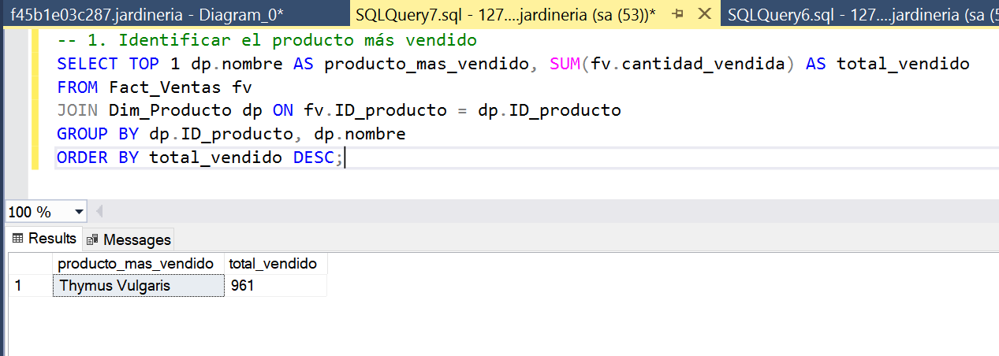 f45b1e03c287.jardineria - Diagram_0* SQLQuery7.sql - 127....jardineria (sa (53))* SQLQuery6.sql - 127....jardineria (sa (5
-- 1. Identificar el producto más vendido
SELECT TOP 1 dp.nombre AS producto_mas_vendido, SUM(fv.cantidad_vendida) AS total_vendido
FROM Fact_Ventas fv
JOIN Dim_Producto dp ON fv.ID_producto = dp.ID_producto
GROUP BY dp.ID_producto, dp.nombre
ORDER BY total_vendido DESC;
100 %
Results Messages
producto_mas_vendido total_vendido
1 Thymus Vulgaris 961